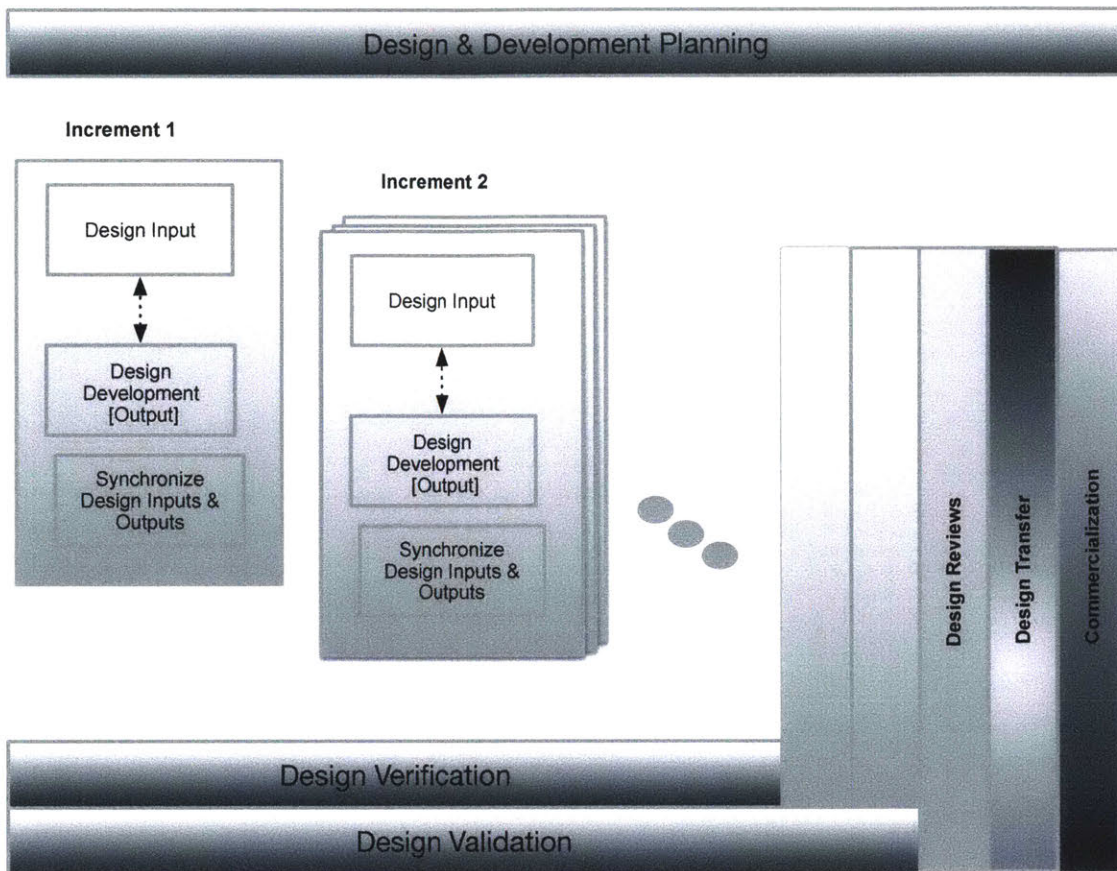 Design & Development Planning
Increment 1
Design Input
Design
Development
[Output]
Synchronize
Design Inputs &
Outputs
Increment 2
Design Input
Design
Development
[Output]
Synchronize
Design Inputs &
Outputs
Design Reviews
Design Transfer
Commercialization
Design Verification
Design Validation